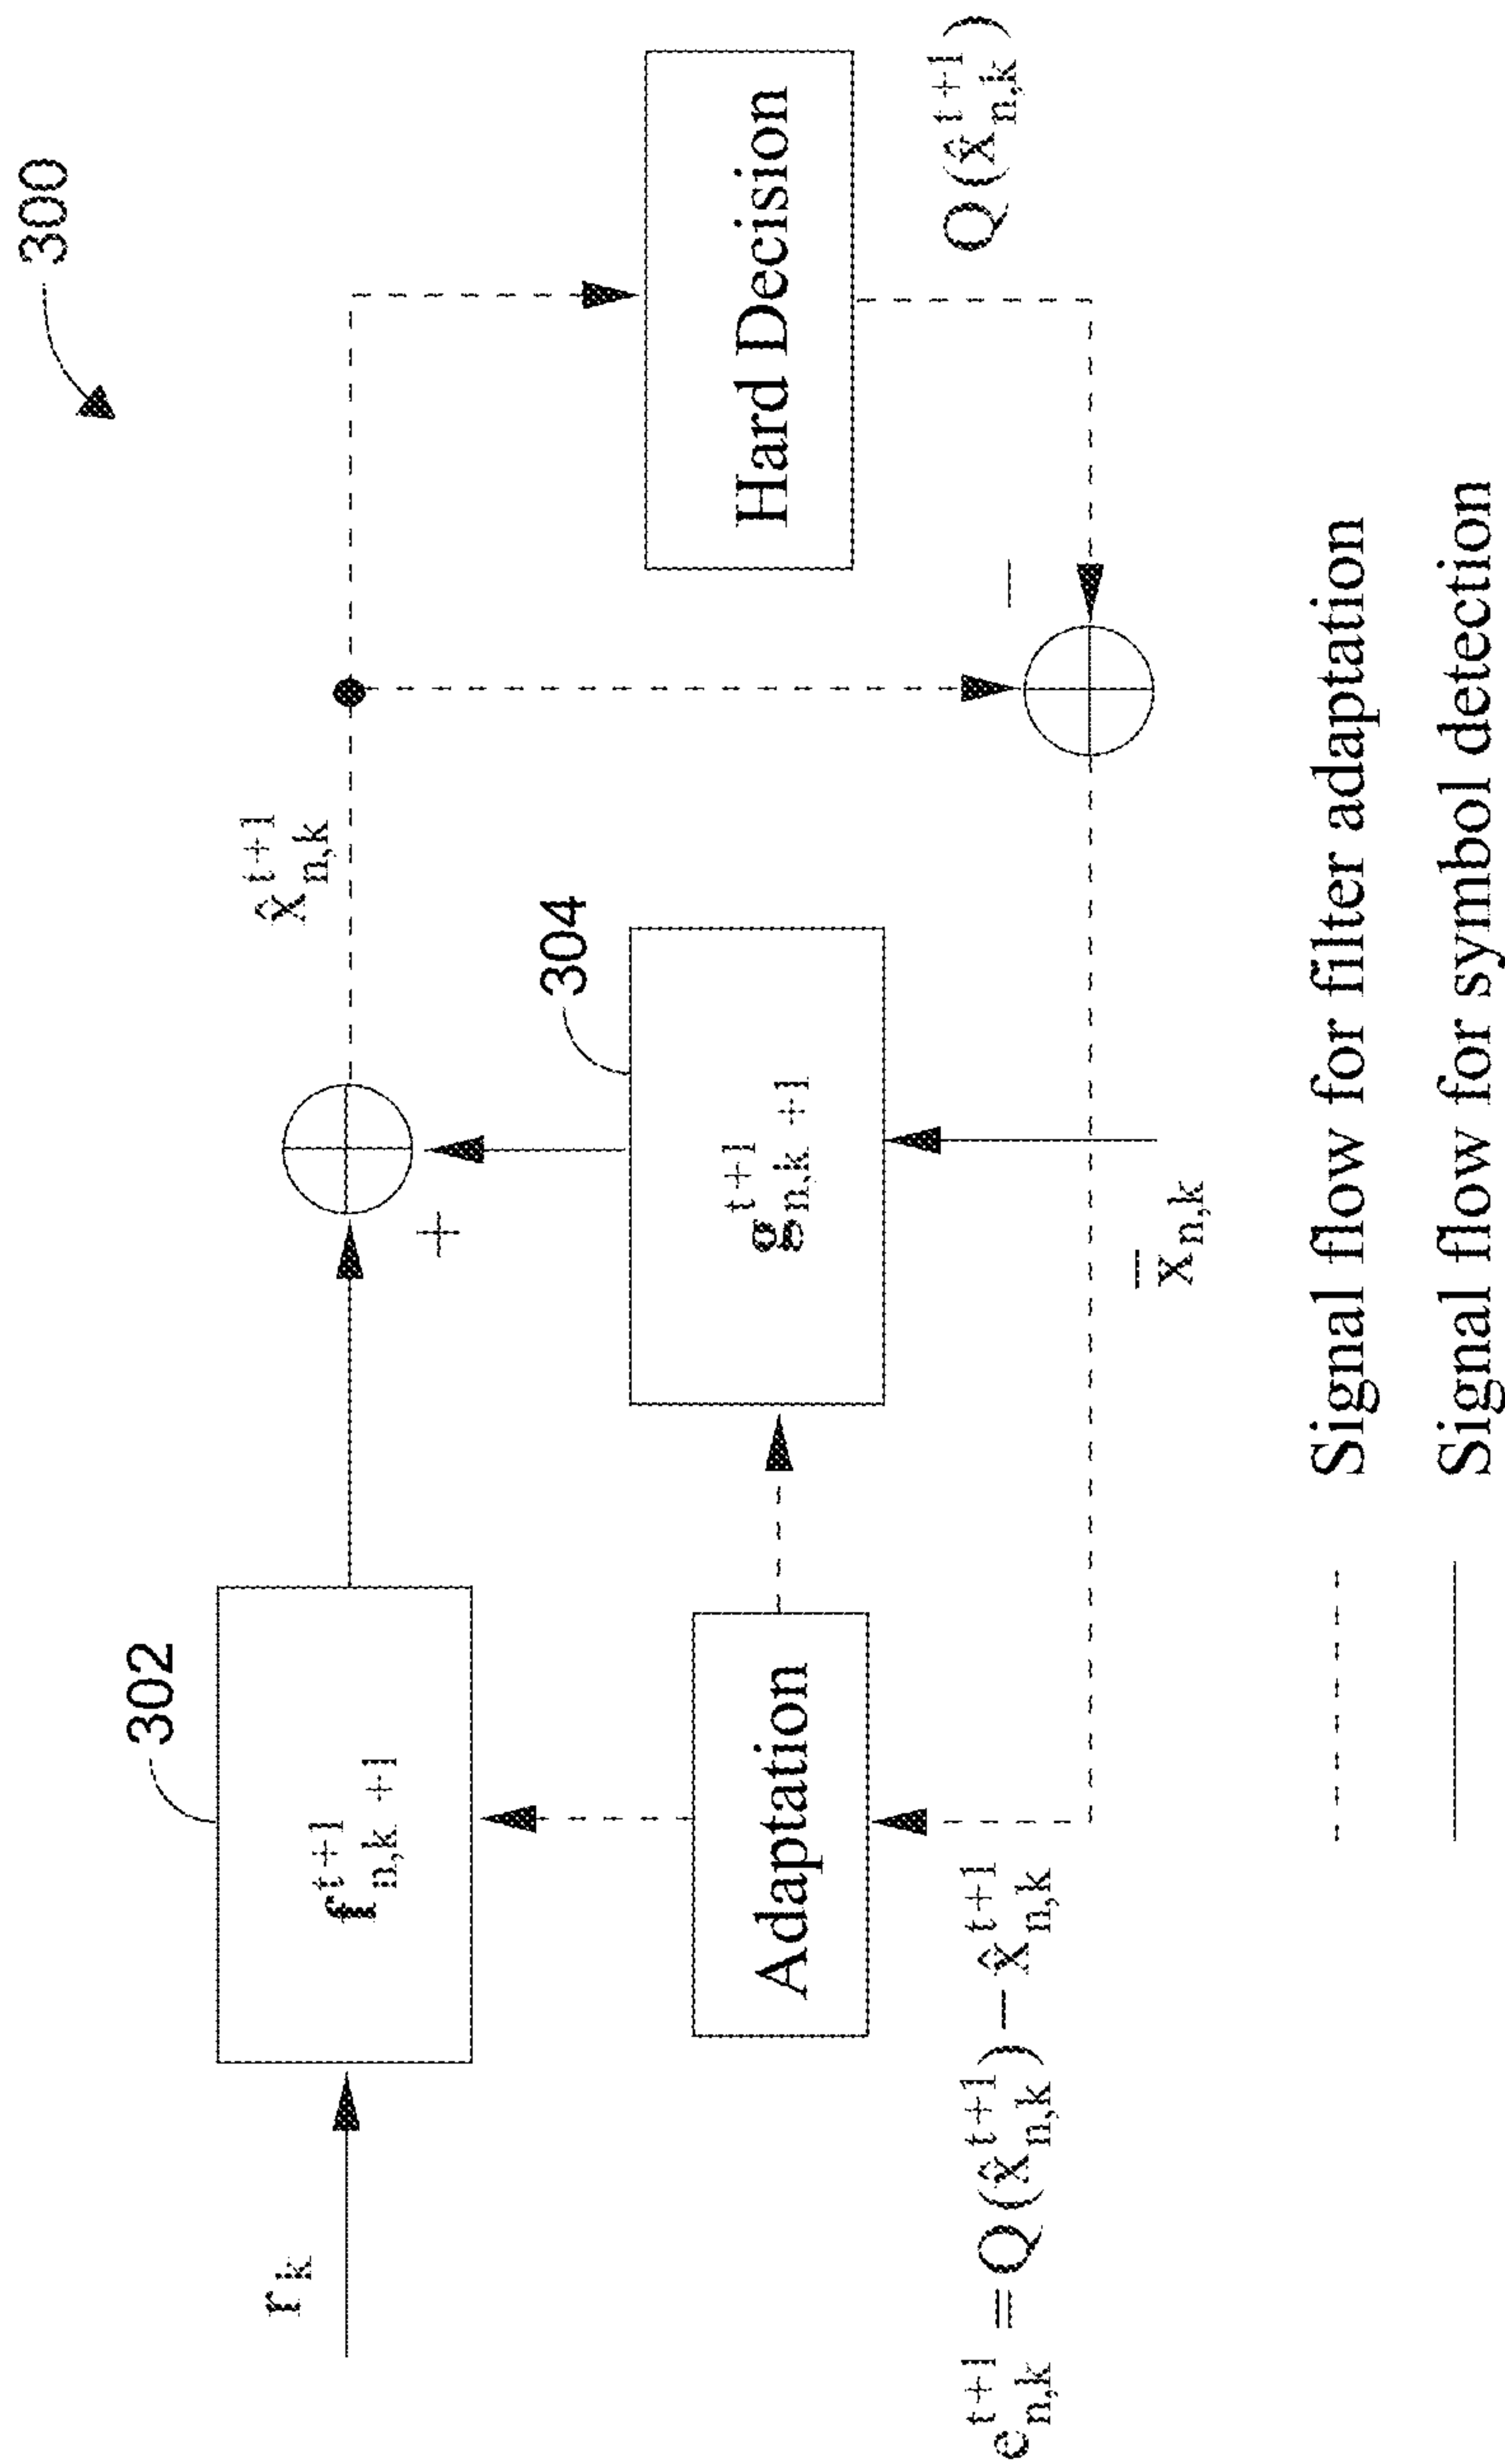 300
302
r_k
f^{t+1}_{n,k} +1
x̂^{t+1}_{n,k}
+
304
g^{t+1}_{n,k} +1
Adaptation
Hard Decision
−
Q(x̂^{t+1}_{n,k})
e^{t+1}_{n,k} = Q(x̂^{t+1}_{n,k}) − x̂^{t+1}_{n,k}
x̄_{n,k}
Signal flow for filter adaptation
Signal flow for symbol detection